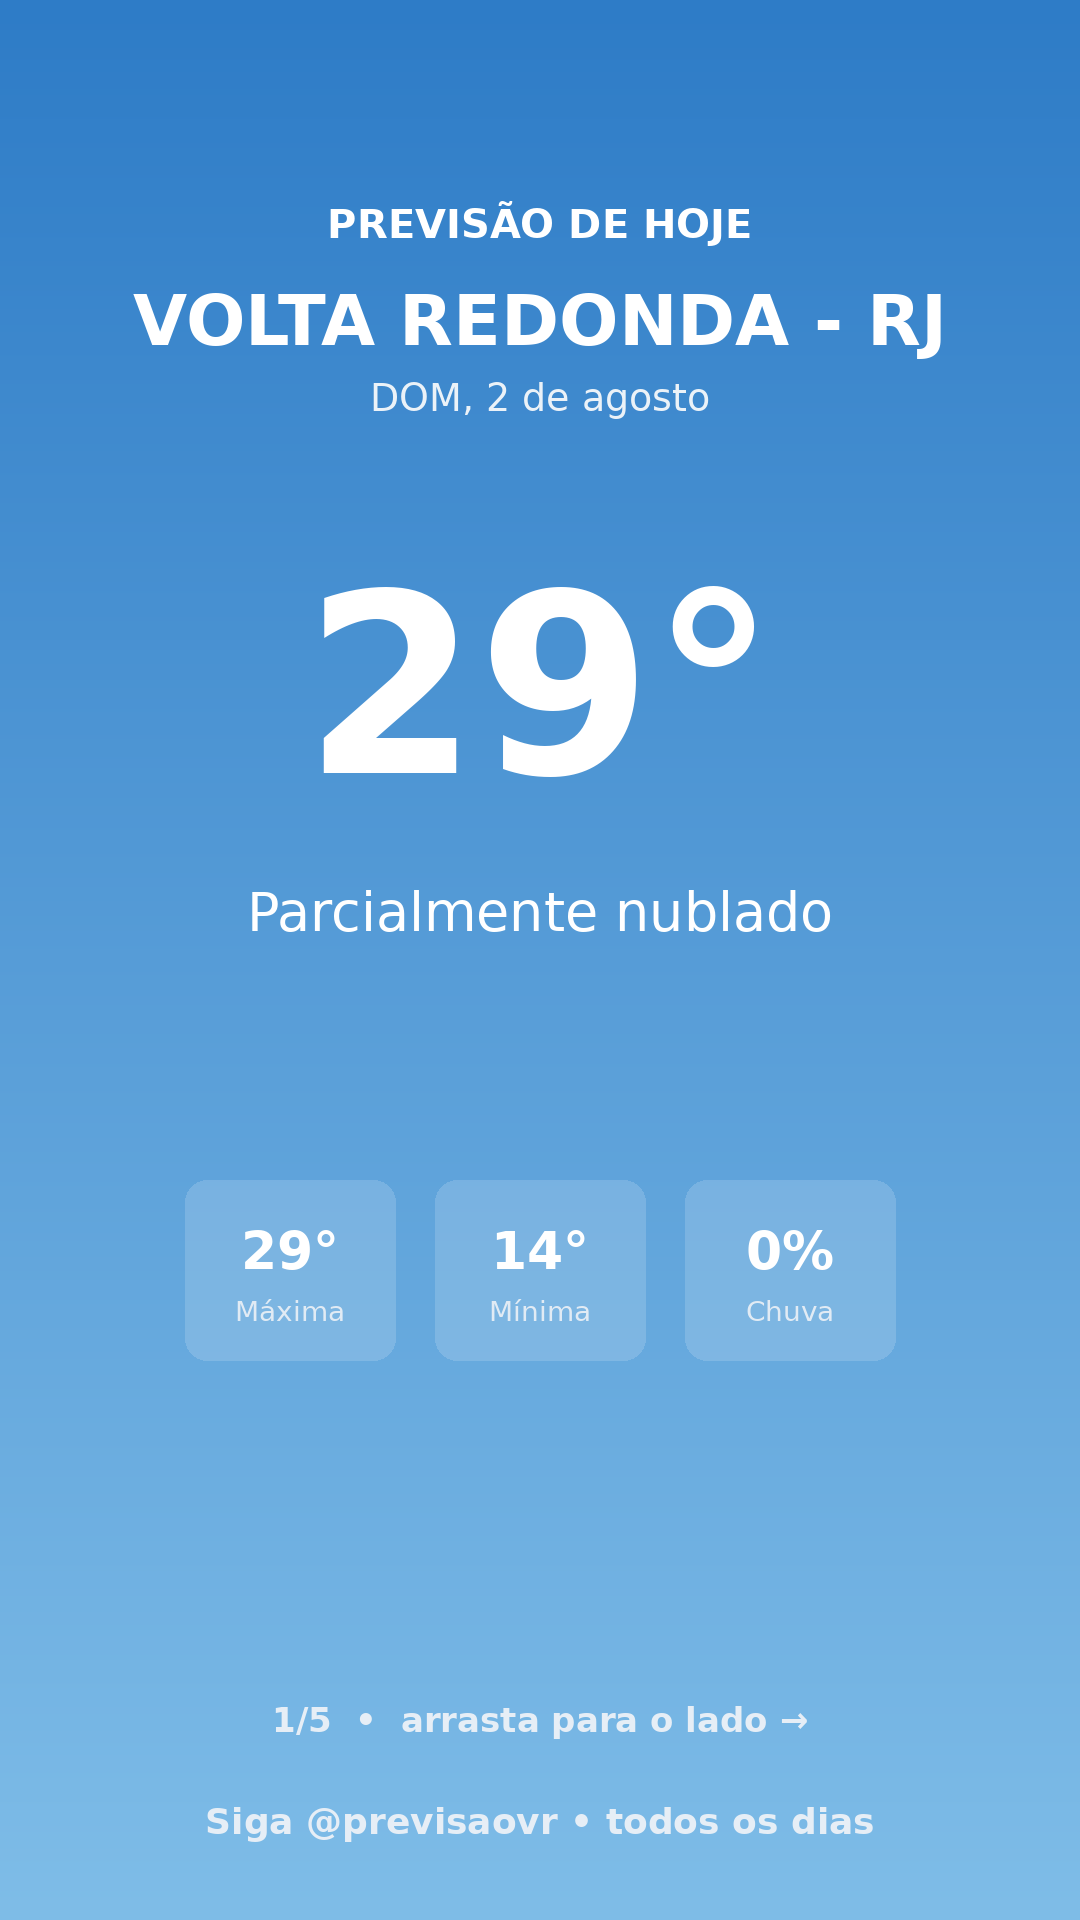 PREVISÃO DE HOJE
VOLTA REDONDA - RJ
DOM, 2 de agosto
29°
Parcialmente nublado
29°
Máxima
14°
Mínima
0%
Chuva
1/5 • arrasta para o lado →
Siga @previsaovr • todos os dias